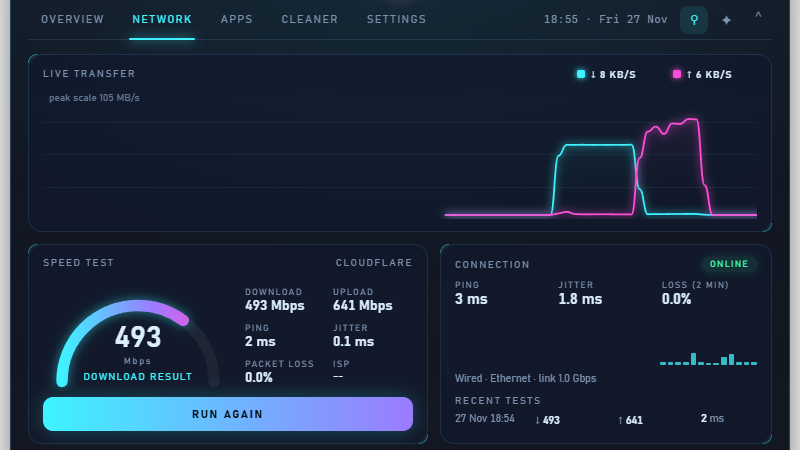 OVERVIEW NETWORK APPS CLEANER SETTINGS 18:55 · Fri 27 Nov
LIVE TRANSFER ↓ 8 KB/S ↑ 6 KB/S
peak scale 105 MB/s
SPEED TEST CLOUDFLARE
493
Mbps
DOWNLOAD RESULT
DOWNLOAD UPLOAD
493 Mbps 641 Mbps
PING JITTER
2 ms 0.1 ms
PACKET LOSS ISP
0.0% --
RUN AGAIN
CONNECTION ONLINE
PING JITTER LOSS (2 MIN)
3 ms 1.8 ms 0.0%
Wired · Ethernet · link 1.0 Gbps
RECENT TESTS
27 Nov 18:54 ↓ 493 ↑ 641 2 ms